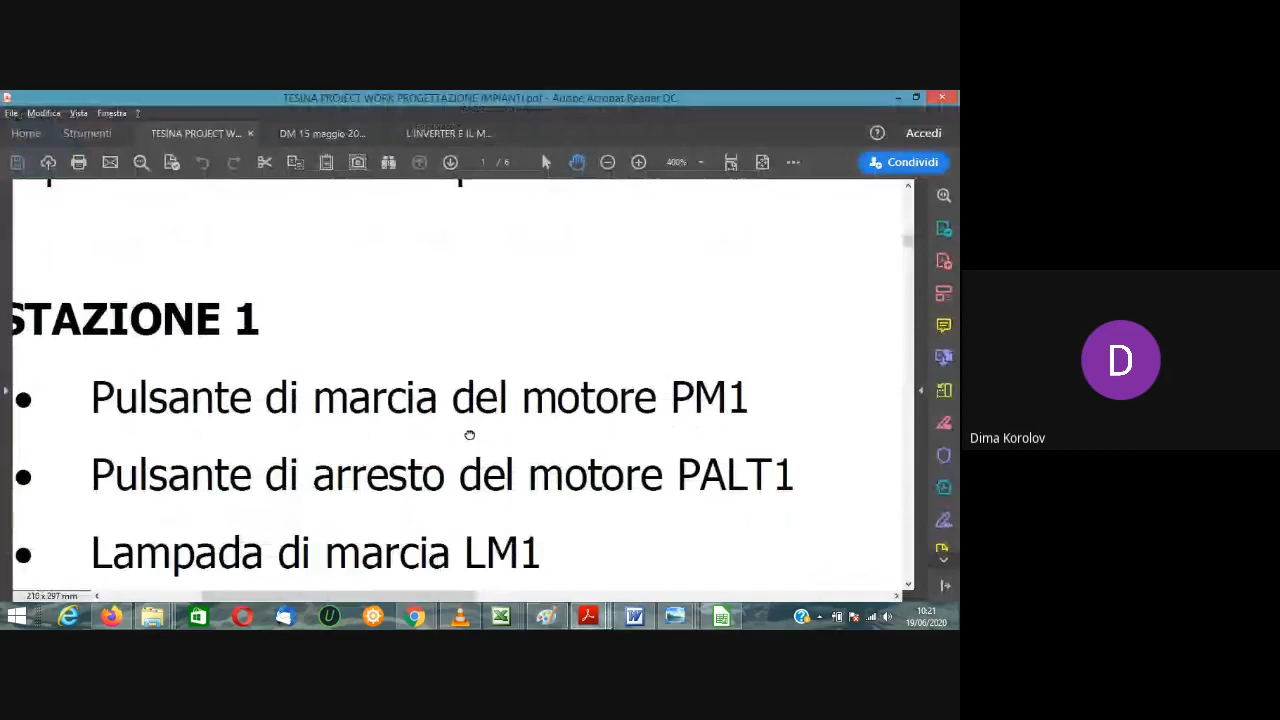 TESINA PROJECT WORK PROGETTAZIONE IMPIANTI.pdf - Adobe Acrobat Reader DC
File Modifica Vista Finestra ?
Home Strumenti TESINA PROJECT W... × DM 15 maggio 20... L'INVERTER E IL M... ? Accedi
1 / 6 400% Condividi
STAZIONE 1
• Pulsante di marcia del motore PM1
• Pulsante di arresto del motore PALT1
• Lampada di marcia LM1
210 x 297 mm
10:21
19/06/2020
D
Dima Korolov